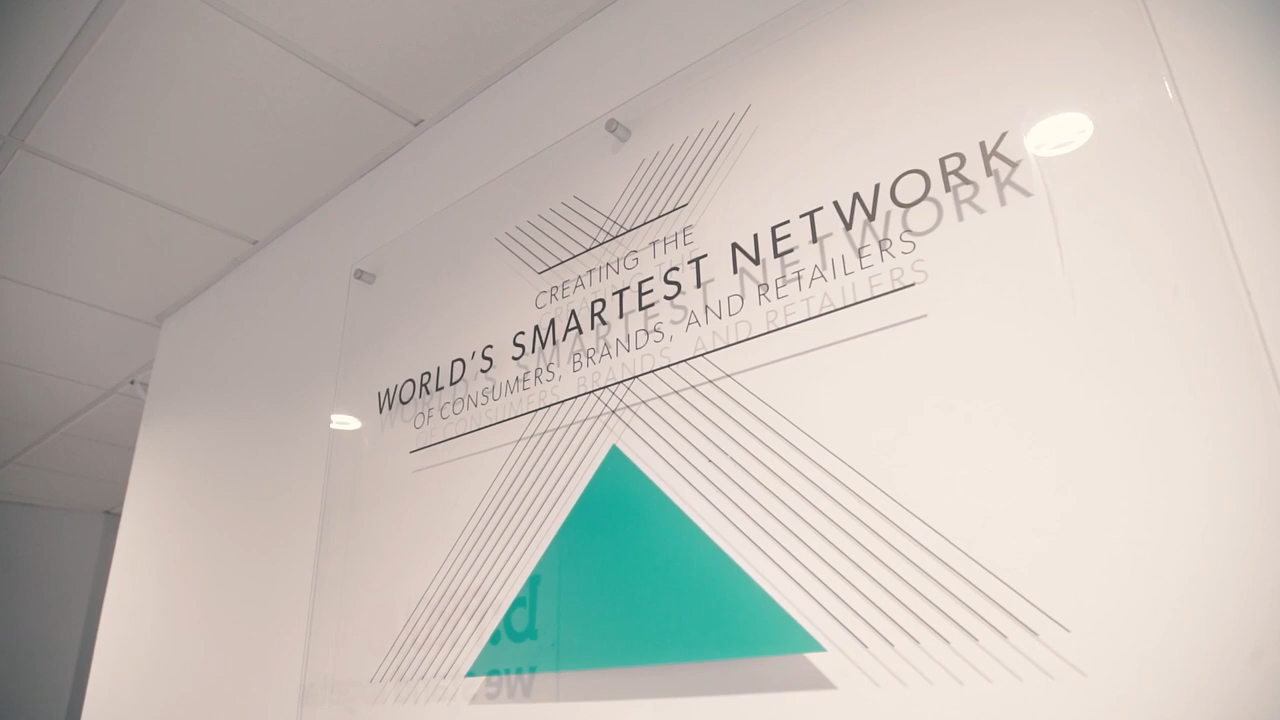 CREATING THE
WORLD'S SMARTEST NETWORK
OF CONSUMERS, BRANDS, AND RETAILERS